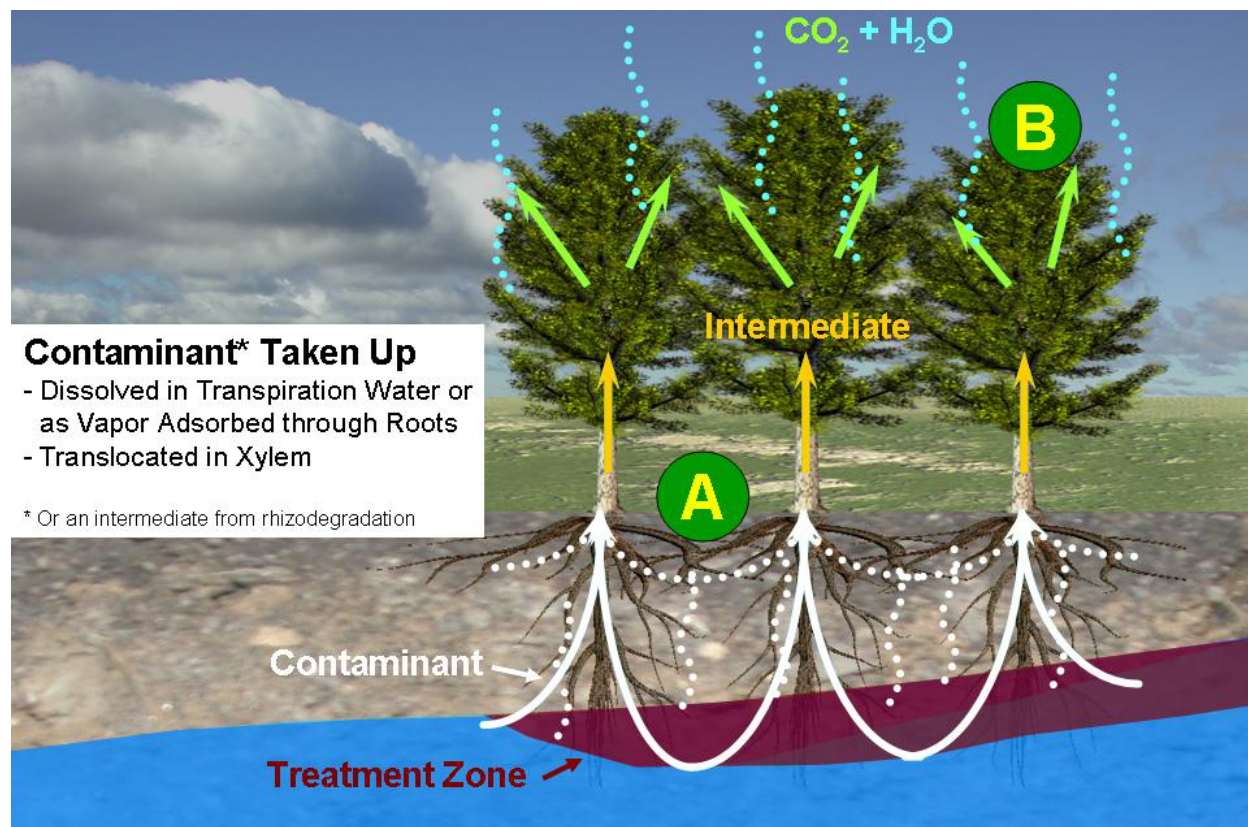 CO₂ + H₂O
B
Intermediate
Contaminant* Taken Up
- Dissolved in Transpiration Water or
as Vapor Adsorbed through Roots
- Translocated in Xylem
* Or an intermediate from rhizodegradation
A
Contaminant
Treatment Zone